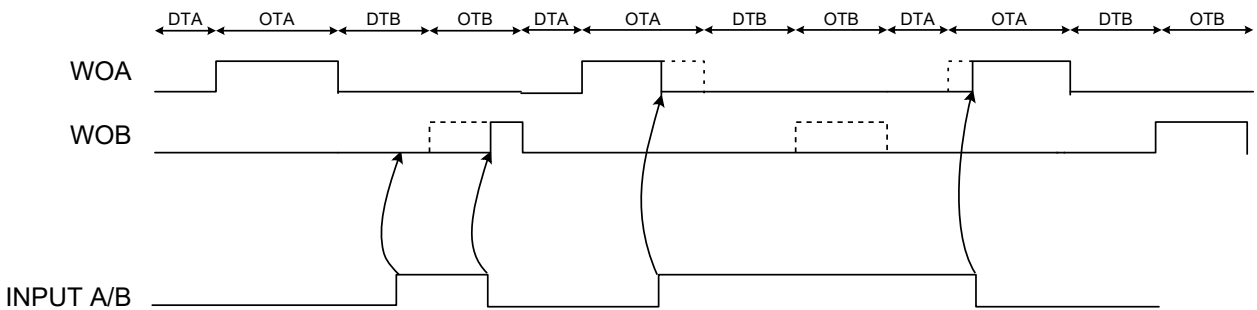 DTA OTA DTB OTB DTA OTA DTB OTB DTA OTA DTB OTB
WOA
WOB
INPUT A/B